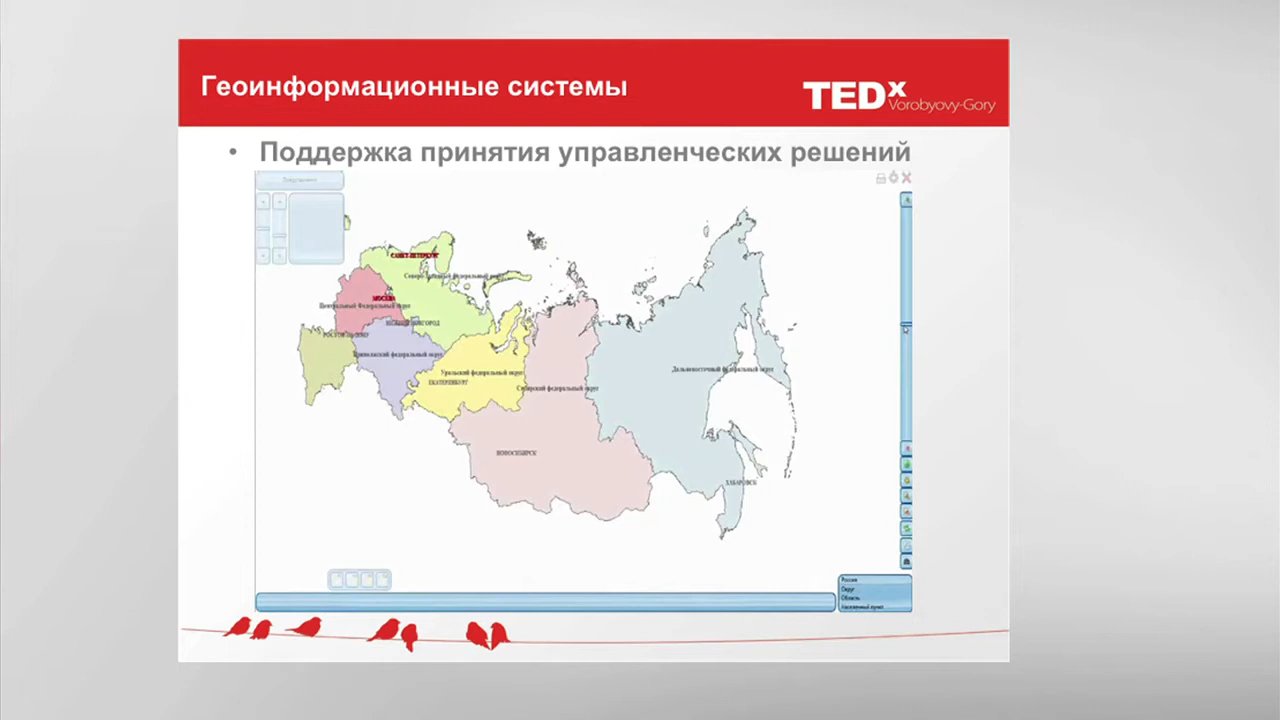 Геоинформационные системы
TEDx
Vorobyovy-Gory
• Поддержка принятия управленческих решений
САНКТ-ПЕТЕРБУРГ
Северо-Западный федеральный округ
МОСКВА
Центральный Федеральный округ
НИЖНИЙ НОВГОРОД
РОСТОВ-НА-ДОНУ
Приволжский федеральный округ
Уральский федеральный округ
Дальневосточный федеральный округ
ЕКАТЕРИНБУРГ
Сибирский федеральный округ
НОВОСИБИРСК
ХАБАРОВСК
Россия
Округ
Область
Населенный пункт